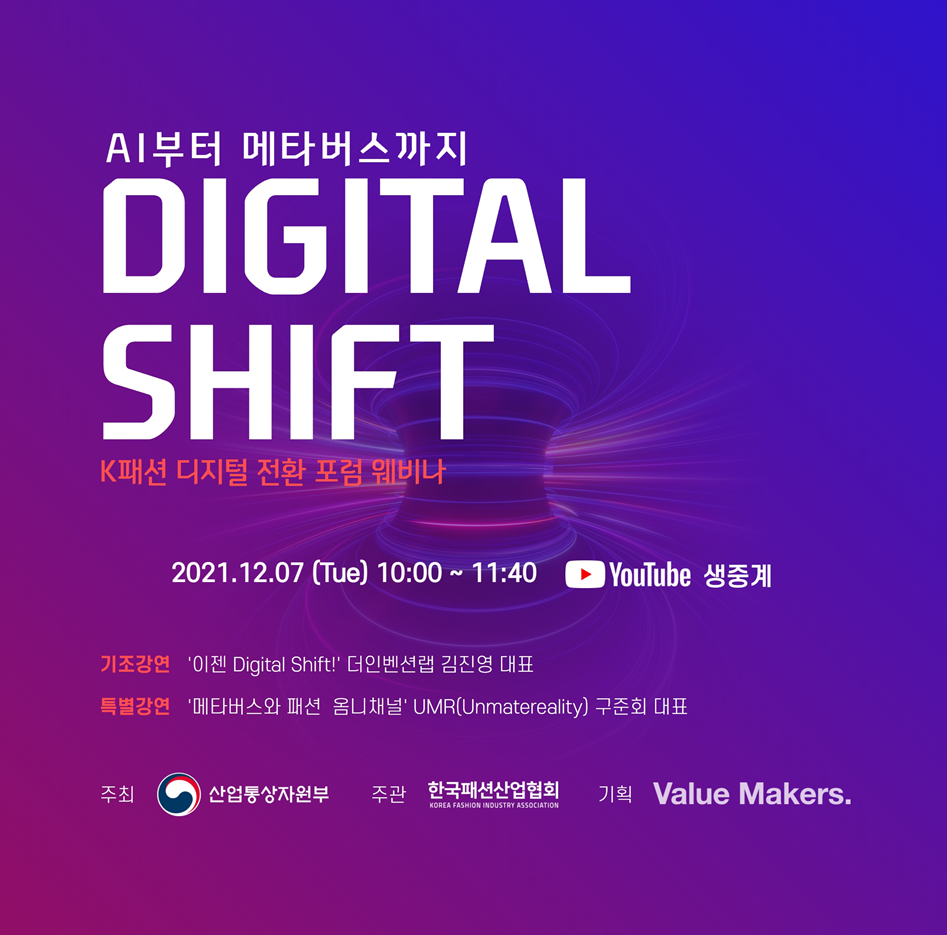 AI부터 메타버스까지
DIGITAL
SHIFT
K패션 디지털 전환 포럼 웨비나
2021.12.07 (Tue) 10:00 ~ 11:40 YouTube 생중계
기조강연 '이젠 Digital Shift!' 더인벤션랩 김진영 대표
특별강연 '메타버스와 패션 옴니채널' UMR(Unmatereality) 구준회 대표
주최 산업통상자원부 주관 한국패션산업협회 기획 Value Makers.
KOREA FASHION INDUSTRY ASSOCIATION